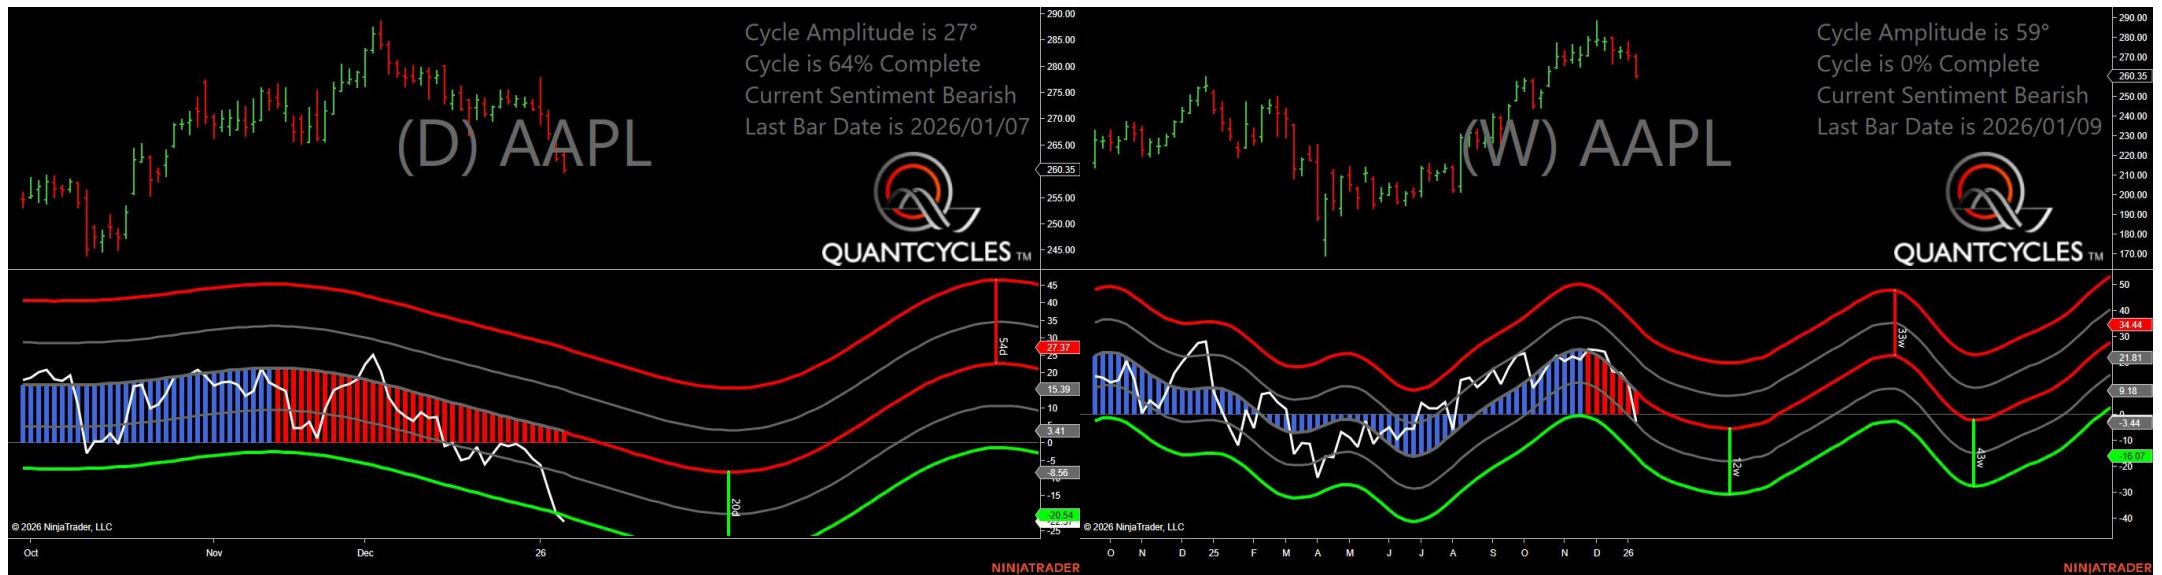 Cycle Amplitude is 27°
Cycle is 64% Complete
Current Sentiment Bearish
Last Bar Date is 2026/01/07
(D) AAPL
QUANTCYCLES TM
290.00
285.00
280.00
275.00
270.00
265.00
260.35
255.00
250.00
245.00
45
40
35
30
27.37
25
20
15.39
10
5
3.41
0
-5
-8.56
-15
-20.54
-25
54d
20d
© 2026 NinjaTrader, LLC
Oct Nov Dec 26
NINJATRADER
Cycle Amplitude is 59°
Cycle is 0% Complete
Current Sentiment Bearish
Last Bar Date is 2026/01/09
(W) AAPL
QUANTCYCLES TM
290.00
280.00
270.00
260.35
250.00
240.00
230.00
220.00
210.00
200.00
190.00
180.00
170.00
50
40
34.44
30
21.81
20
9.18
0
-3.44
-10
-16.07
-20
-30
-40
33w
12w
43w
© 2026 NinjaTrader, LLC
O N D 25 F M A M J J A S O N D 26
NINJATRADER